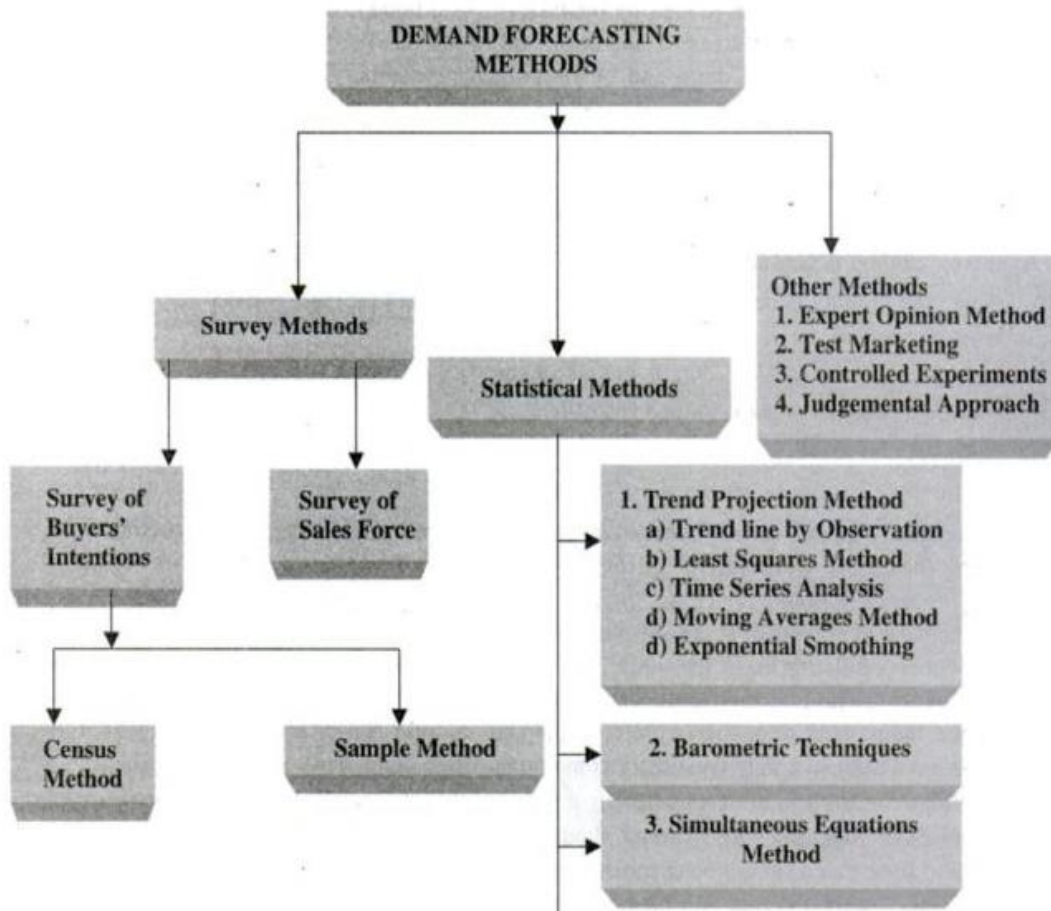 DEMAND FORECASTING
METHODS
Survey Methods
Statistical Methods
Other Methods
1. Expert Opinion Method
2. Test Marketing
3. Controlled Experiments
4. Judgemental Approach
Survey of
Buyers'
Intentions
Survey of
Sales Force
Census
Method
Sample Method
1. Trend Projection Method
a) Trend line by Observation
b) Least Squares Method
c) Time Series Analysis
d) Moving Averages Method
d) Exponential Smoothing
2. Barometric Techniques
3. Simultaneous Equations
Method